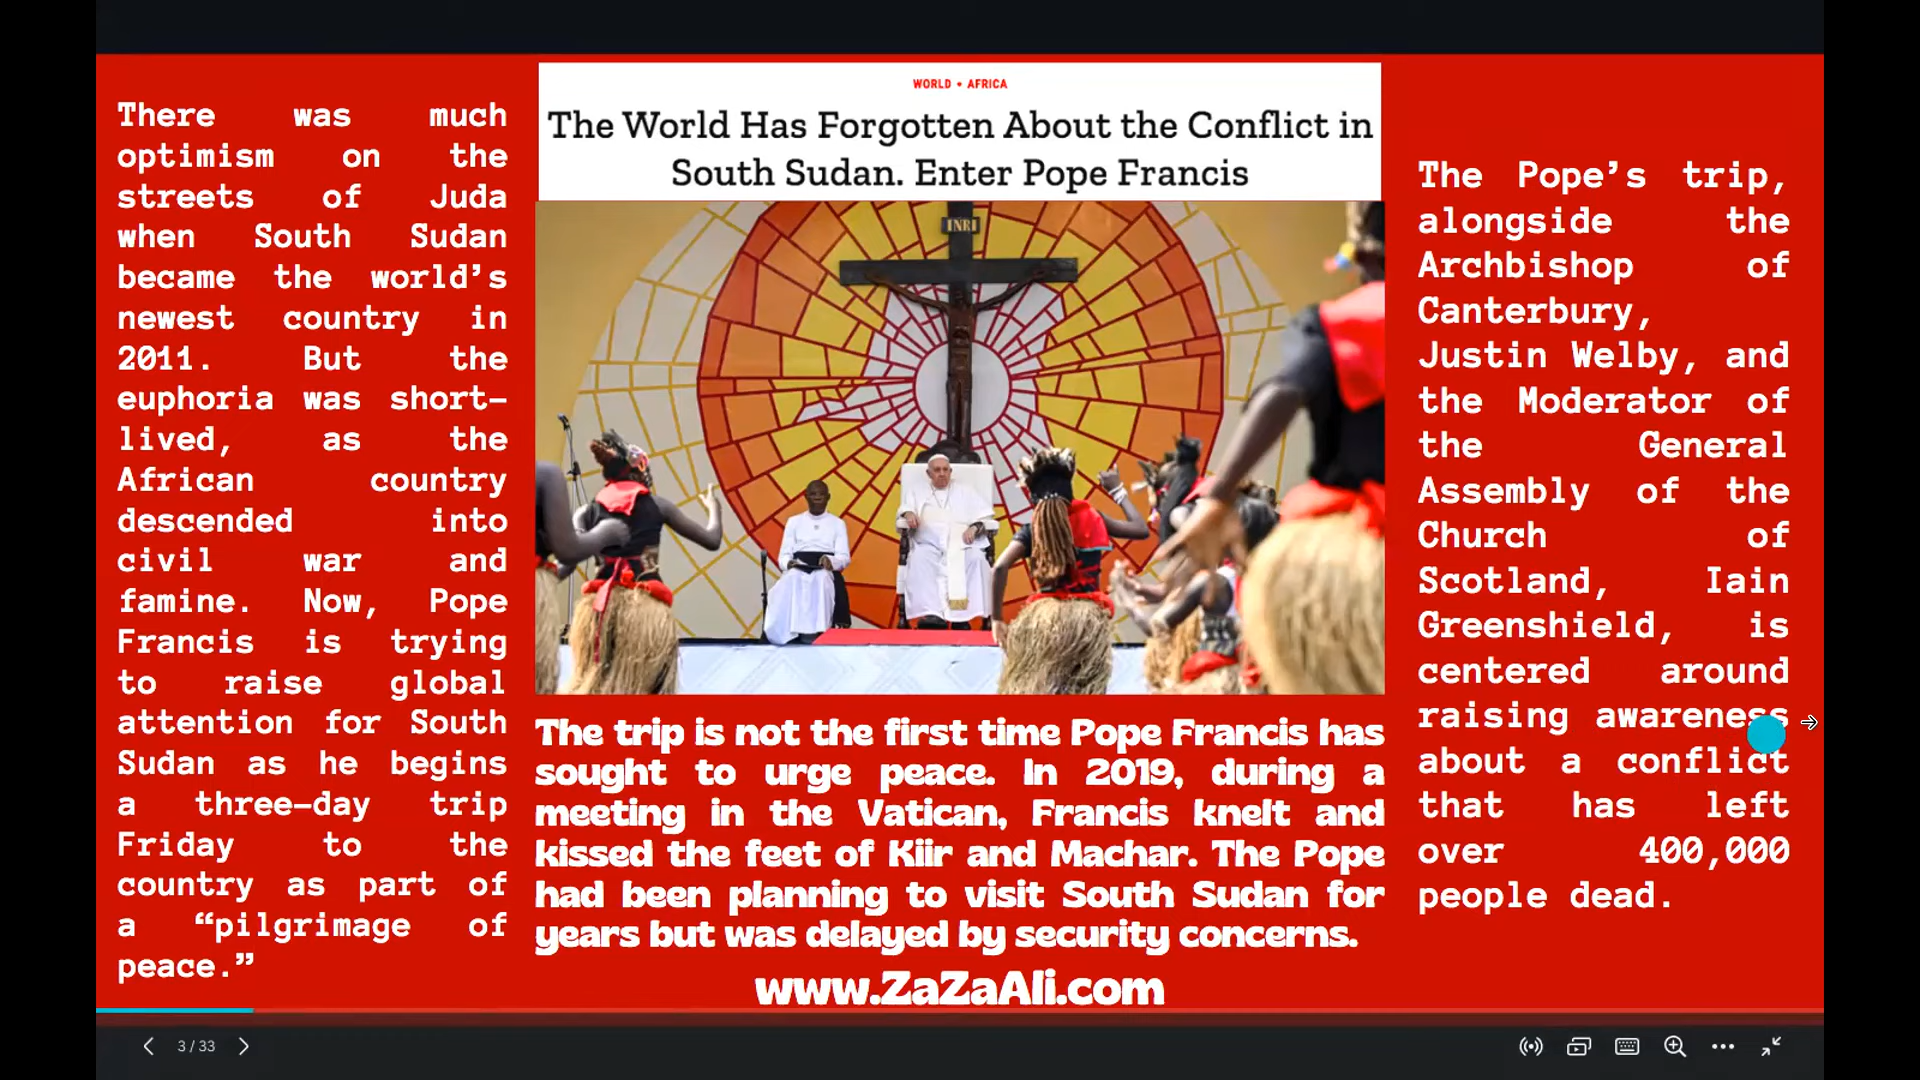 There was much
optimism on the
streets of Juda
when South Sudan
became the world’s
newest country in
2011. But the
euphoria was short-
lived, as the
African country
descended into
civil war and
famine. Now, Pope
Francis is trying
to raise global
attention for South
Sudan as he begins
a three-day trip
Friday to the
country as part of
a “pilgrimage of
peace.”
WORLD • AFRICA
The World Has Forgotten About the Conflict in
South Sudan. Enter Pope Francis
INRI
The trip is not the first time Pope Francis has
sought to urge peace. In 2019, during a
meeting in the Vatican, Francis knelt and
kissed the feet of Kiir and Machar. The Pope
had been planning to visit South Sudan for
years but was delayed by security concerns.
www.ZaZaAli.com
The Pope’s trip,
alongside the
Archbishop of
Canterbury,
Justin Welby, and
the Moderator of
the General
Assembly of the
Church of
Scotland, Iain
Greenshield, is
centered around
raising awareness
about a conflict
that has left
over 400,000
people dead.
3 / 33